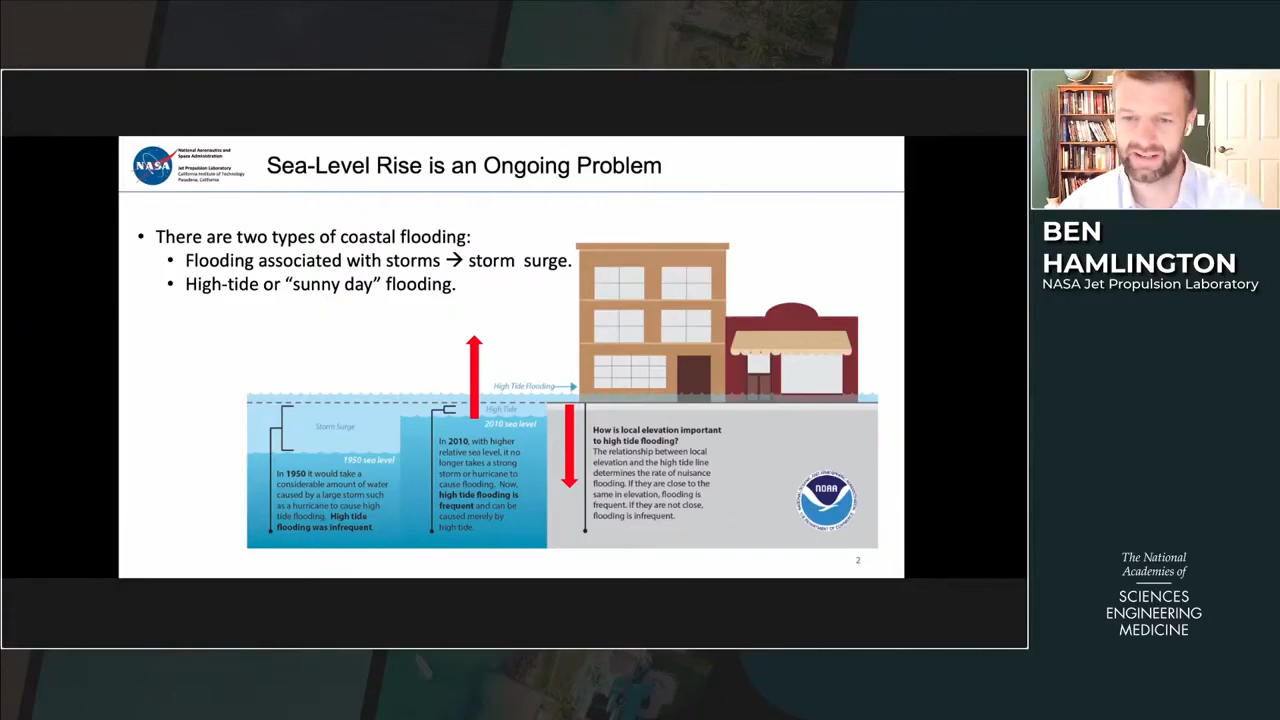 NASA
National Aeronautics and
Space Administration
Jet Propulsion Laboratory
California Institute of Technology
Pasadena, California
Sea-Level Rise is an Ongoing Problem
• There are two types of coastal flooding:
• Flooding associated with storms → storm surge.
• High-tide or “sunny day” flooding.
High Tide Flooding
Storm Surge
1950 sea level
In 1950 it would take a
considerable amount of water
caused by a large storm such
as a hurricane to cause high
tide flooding. High tide
flooding was infrequent.
High Tide
2010 sea level
In 2010, with higher
relative sea level, it no
longer takes a strong
storm or hurricane to
cause flooding. Now,
high tide flooding is
frequent and can be
caused merely by
high tide.
How is local elevation important
to high tide flooding?
The relationship between local
elevation and the high tide line
determines the rate of nuisance
flooding. If they are close to the
same in elevation, flooding is
frequent. If they are not close,
flooding is infrequent.
NOAA
2
BEN
HAMLINGTON
NASA Jet Propulsion Laboratory
The National
Academies of
SCIENCES
ENGINEERING
MEDICINE